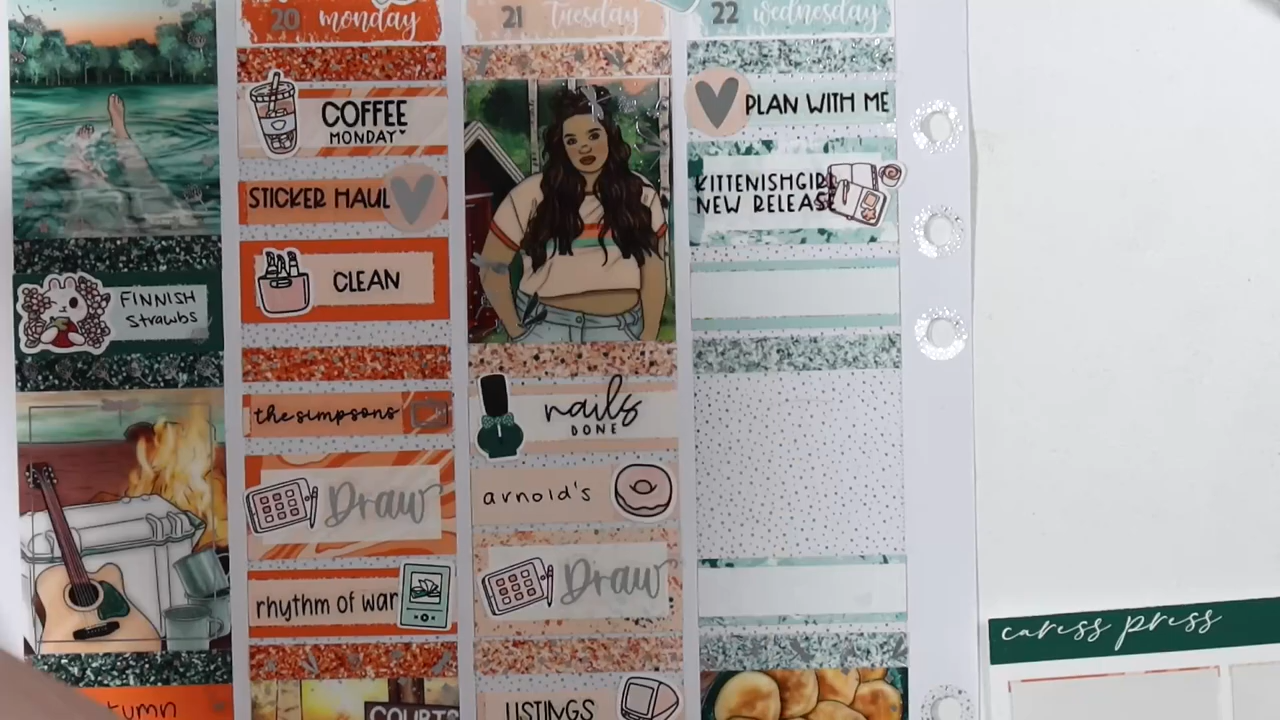 20 monday
COFFEE
MONDAY
STICKER HAUL
CLEAN
the simpsons
Draw
rhythm of war
COURTS
21 tuesday
nails
DONE
arnold's
Draw
LISTINGS
22 wednesday
PLAN WITH ME
KITTENISHGIRL
NEW RELEASE
FINNISH
Strawbs
caress press